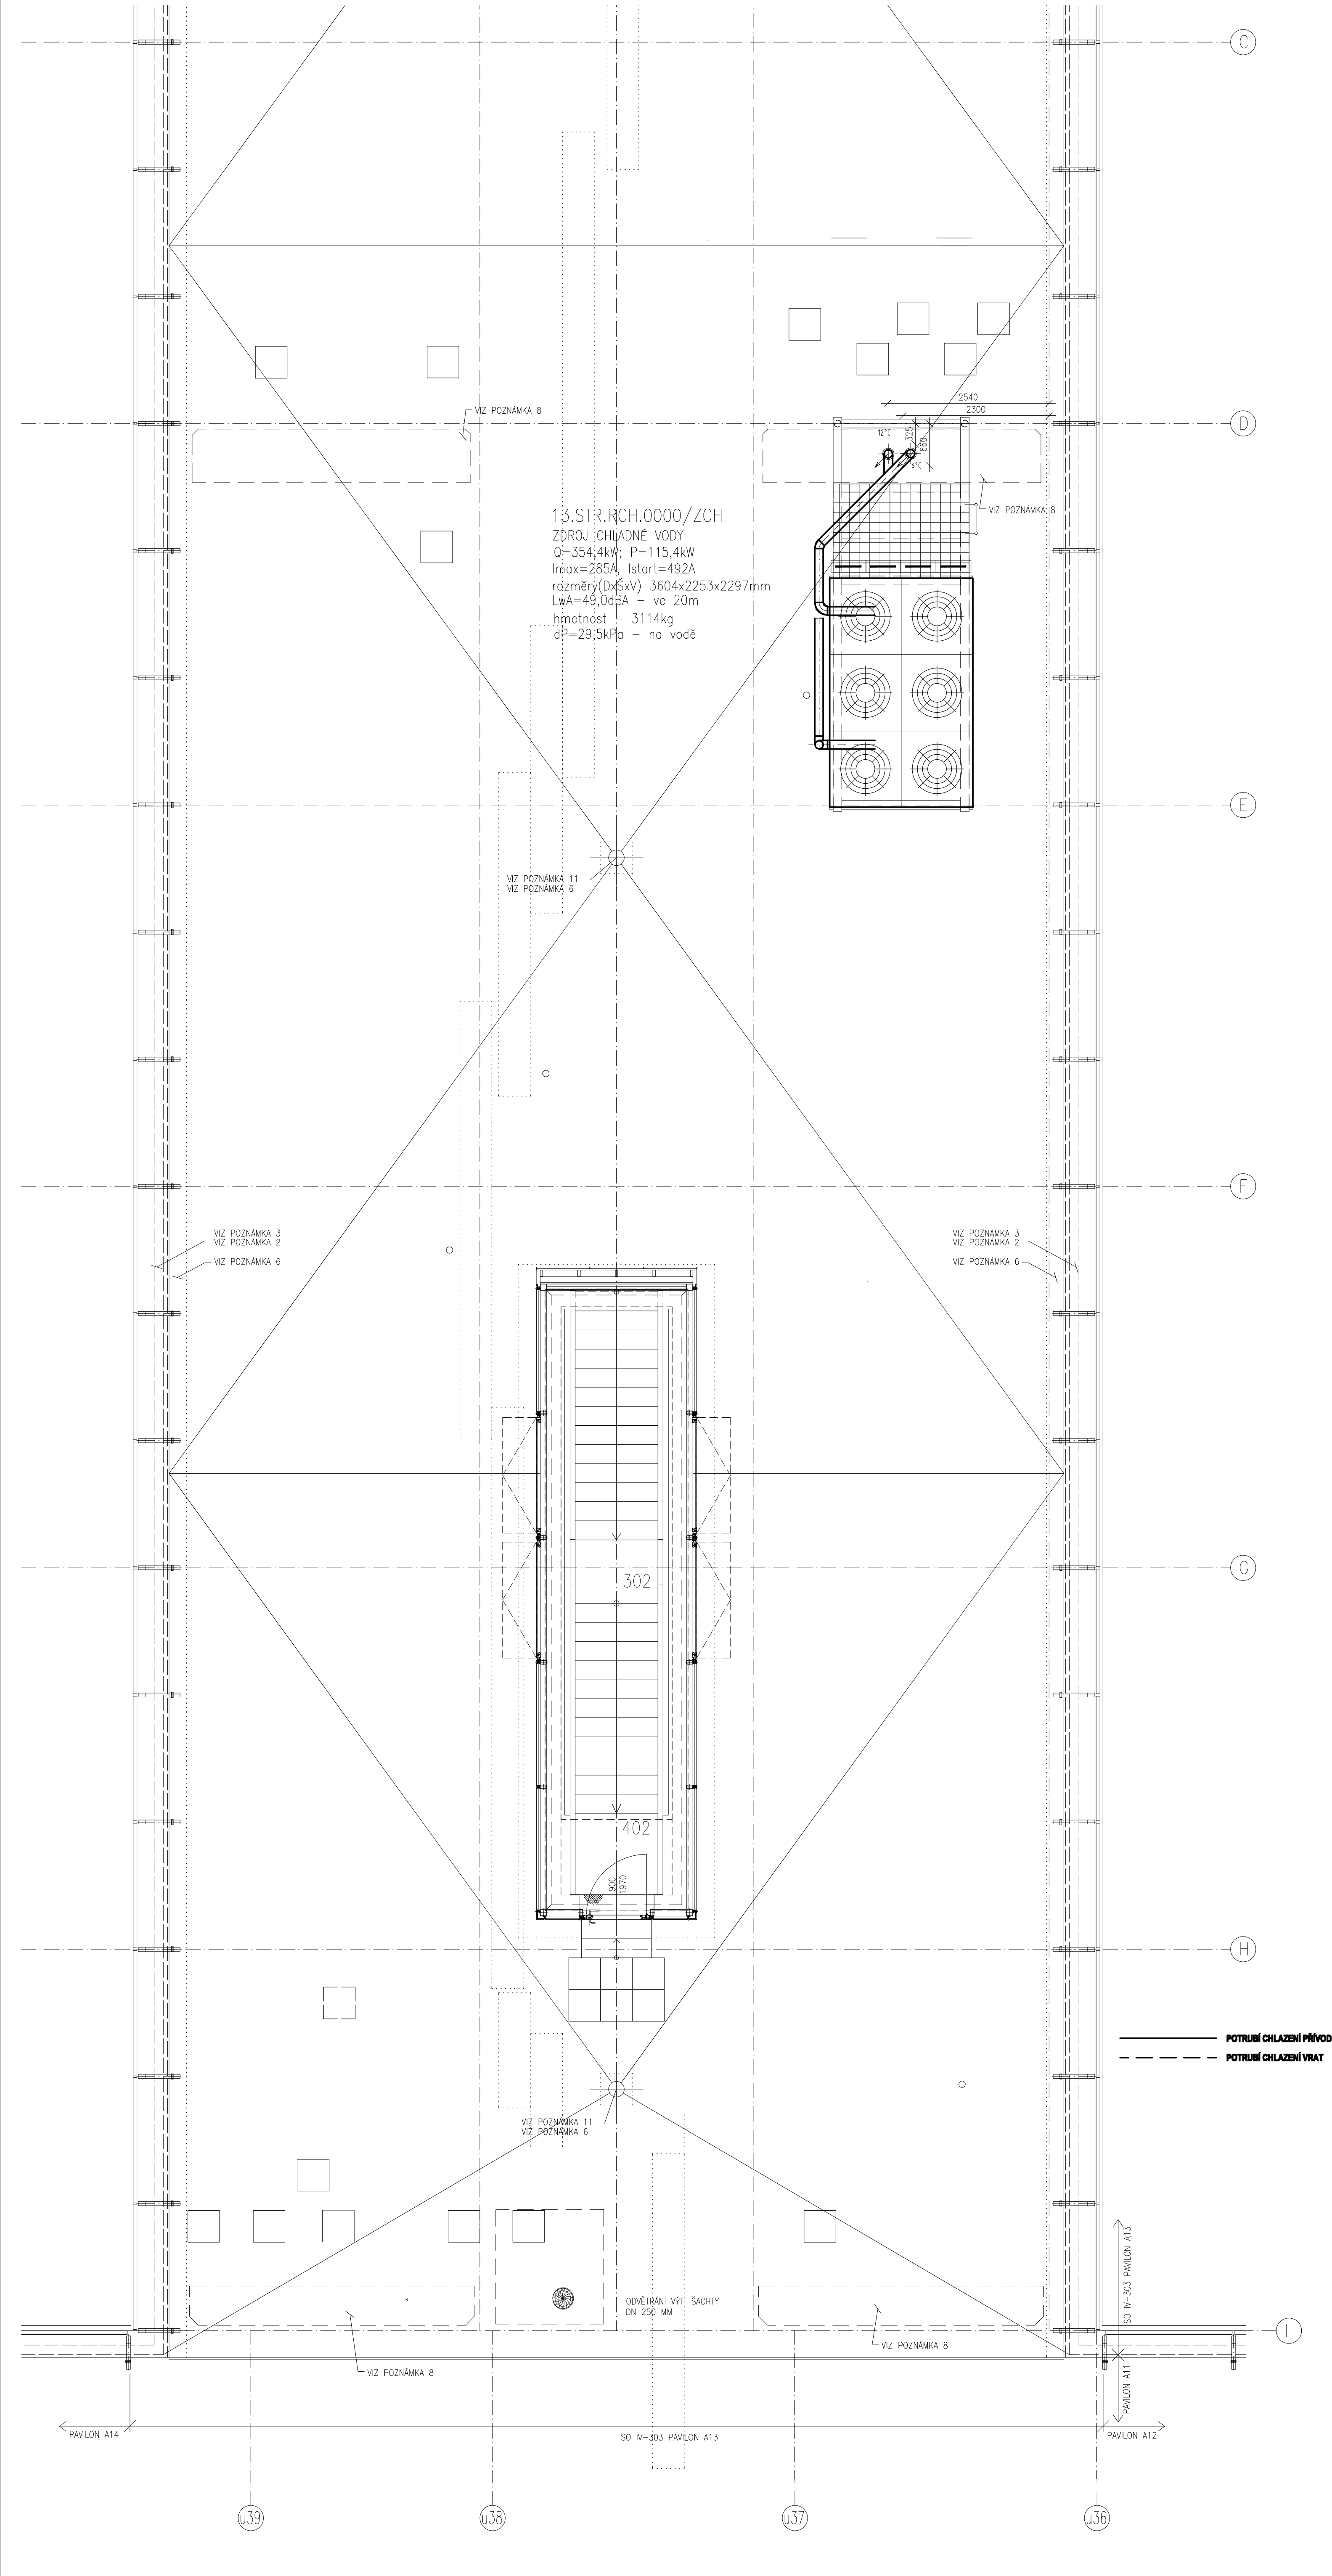 C
2540
2300
VIZ POZNÁMKA 8
D
12°C
325
660
6°C
VIZ POZNÁMKA 8
13.STR.RCH.0000/ZCH
ZDROJ CHLADNÉ VODY
Q=354,4kW; P=115,4kW
Imax=285A, Istart=492A
rozměry(DxŠxV) 3604x2253x2297mm
LwA=49,0dBA – ve 20m
hmotnost – 3114kg
dP=29,5kPa – na vodě
E
VIZ POZNÁMKA 11
VIZ POZNÁMKA 6
F
VIZ POZNÁMKA 3
VIZ POZNÁMKA 2
VIZ POZNÁMKA 6
VIZ POZNÁMKA 3
VIZ POZNÁMKA 2
VIZ POZNÁMKA 6
G
302
402
900
1970
H
POTRUBÍ CHLAZENÍ PŘÍVOD
POTRUBÍ CHLAZENÍ VRAT
VIZ POZNÁMKA 11
VIZ POZNÁMKA 6
SO IV-303 PAVILON A13
ODVĚTRÁNÍ VÝT. ŠACHTY
DN 250 MM
I
VIZ POZNÁMKA 8
VIZ POZNÁMKA 8
PAVILON A11
PAVILON A14
SO IV-303 PAVILON A13
PAVILON A12
u39
u38
u37
u36